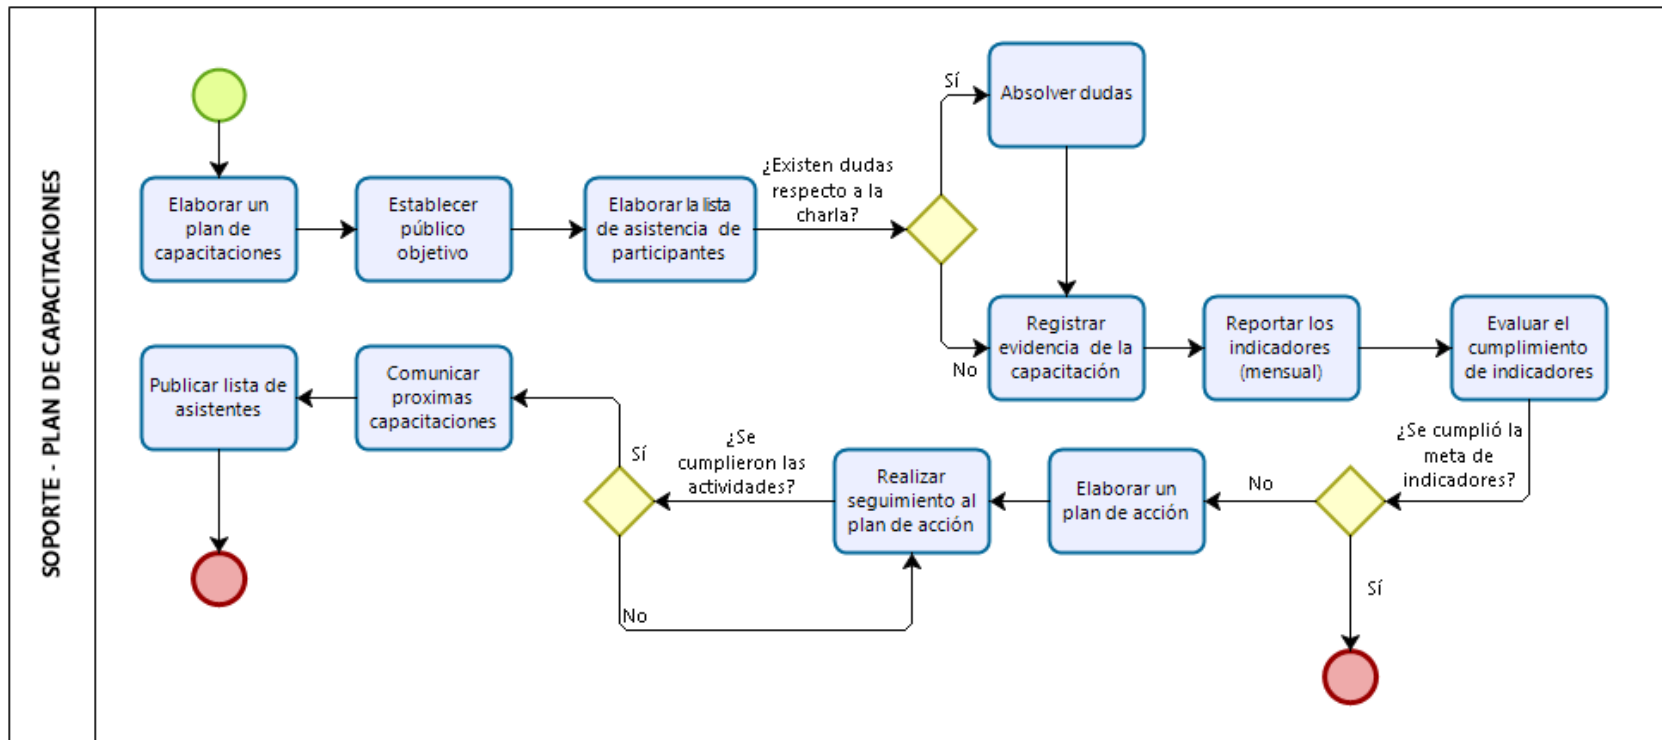 SOPORTE - PLAN DE CAPACITACIONES
Elaborar un
plan de
capacitaciones
Establecer
público
objetivo
Elaborar la lista
de asistencia  de
participantes
¿Existen dudas
respecto a la
charla?
Sí
Absolver dudas
No
Registrar
evidencia  de la
capacitación
Reportar los
indicadores
(mensual)
Evaluar el
cumplimiento
de indicadores
¿Se cumplió la
meta de
indicadores?
No
Sí
Elaborar un
plan de acción
Realizar
seguimiento al
plan de acción
¿Se
cumplieron las
actividades?
Sí
No
Comunicar
proximas
capacitaciones
Publicar lista de
asistentes